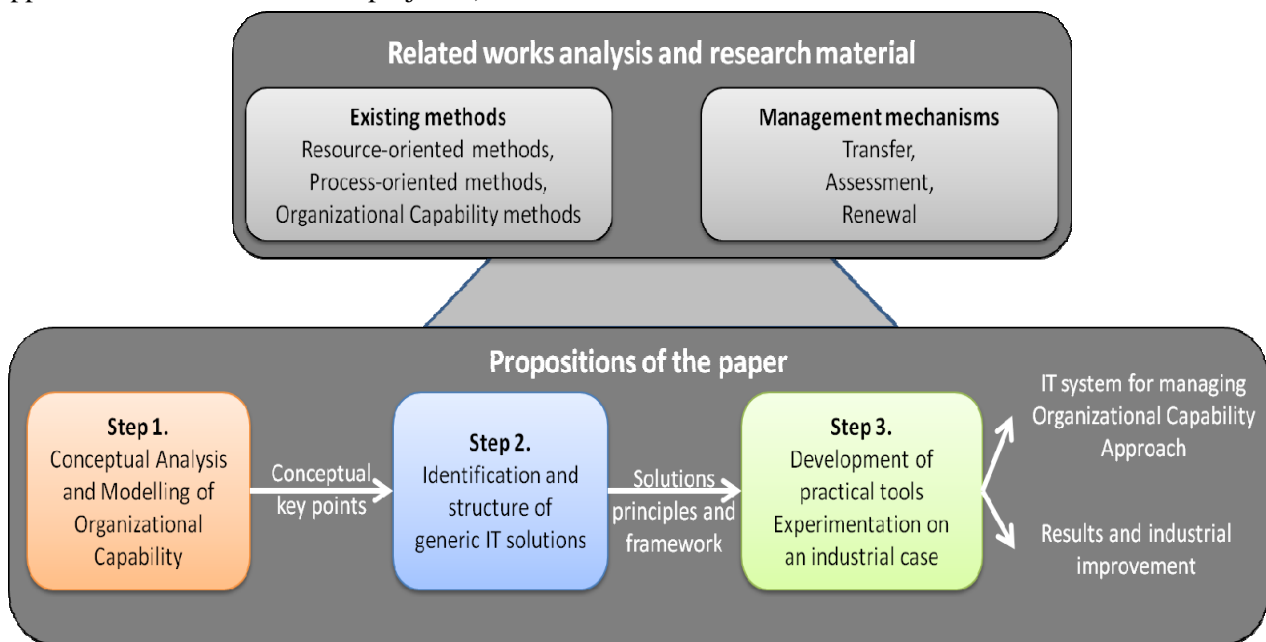 Related works analysis and research material
Existing methods
Resource-oriented methods,
Process-oriented methods,
Organizational Capability methods
Management mechanisms
Transfer,
Assessment,
Renewal
Propositions of the paper
Step 1.
Conceptual Analysis
and Modelling of
Organizational
Capability
Conceptual
key points
Step 2.
Identification and
structure of
generic IT solutions
Solutions
principles and
framework
Step 3.
Development of
practical tools
Experimentation on
an industrial case
IT system for managing
Organizational Capability
Approach
Results and industrial
improvement